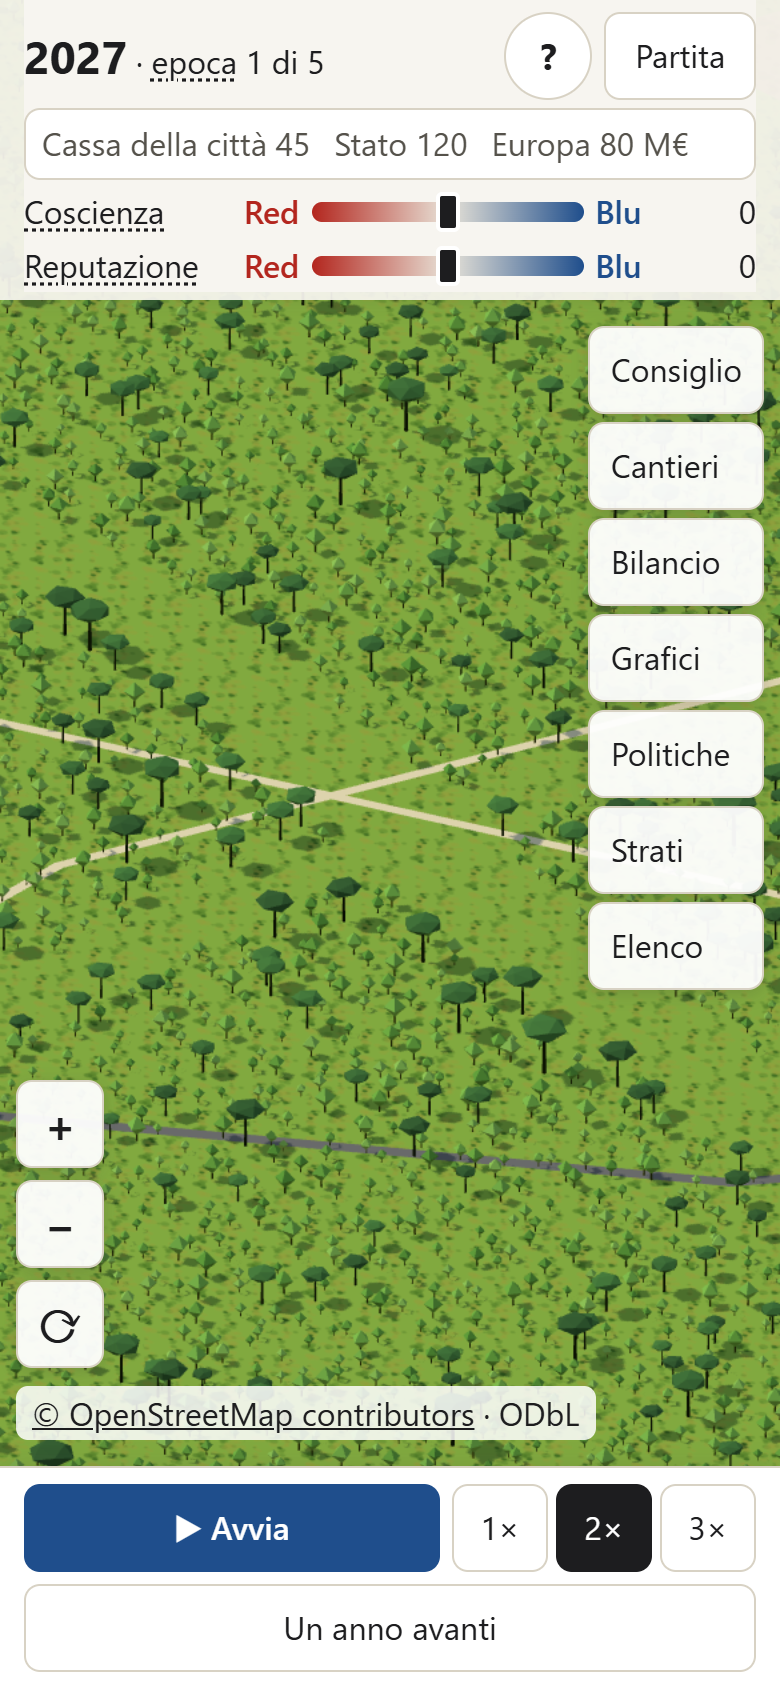 2027 · epoca 1 di 5
?
Partita
Cassa della città 45 Stato 120 Europa 80 M€
Coscienza Red Blu 0
Reputazione Red Blu 0
Consiglio
Cantieri
Bilancio
Grafici
Politiche
Strati
Elenco
+
−
© OpenStreetMap contributors · ODbL
▶ Avvia
1×
2×
3×
Un anno avanti